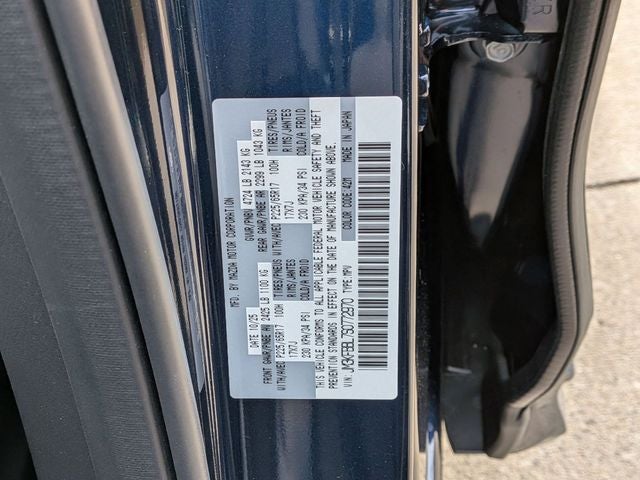 MFD. BY MAZDA MOTOR CORPORATION
DATE 10/25 GVWR/PNBV 4724 LB 2143 KG
FRONT GAWR/PNBE AV 2425 LB 1100 KG REAR GAWR/PNBE AR 2299 LB 1043 KG
WITH/AVEC P225/65R17 100H TIRES/PNEUS WITH/AVEC P225/65R17 100H TIRES/PNEUS
17X7J RIMS/JANTES 17X7J RIMS/JANTES
230 KPA/34 PSI COLD/A FROID 230 KPA/34 PSI COLD/A FROID
THIS VEHICLE CONFORMS TO ALL APPLICABLE FEDERAL MOTOR VEHICLE SAFETY AND THEFT
PREVENTION STANDARDS IN EFFECT ON THE DATE OF MANUFACTURE SHOWN ABOVE.
VIN: TYPE: MPV COLOR CODE 42M MADE IN JAPAN